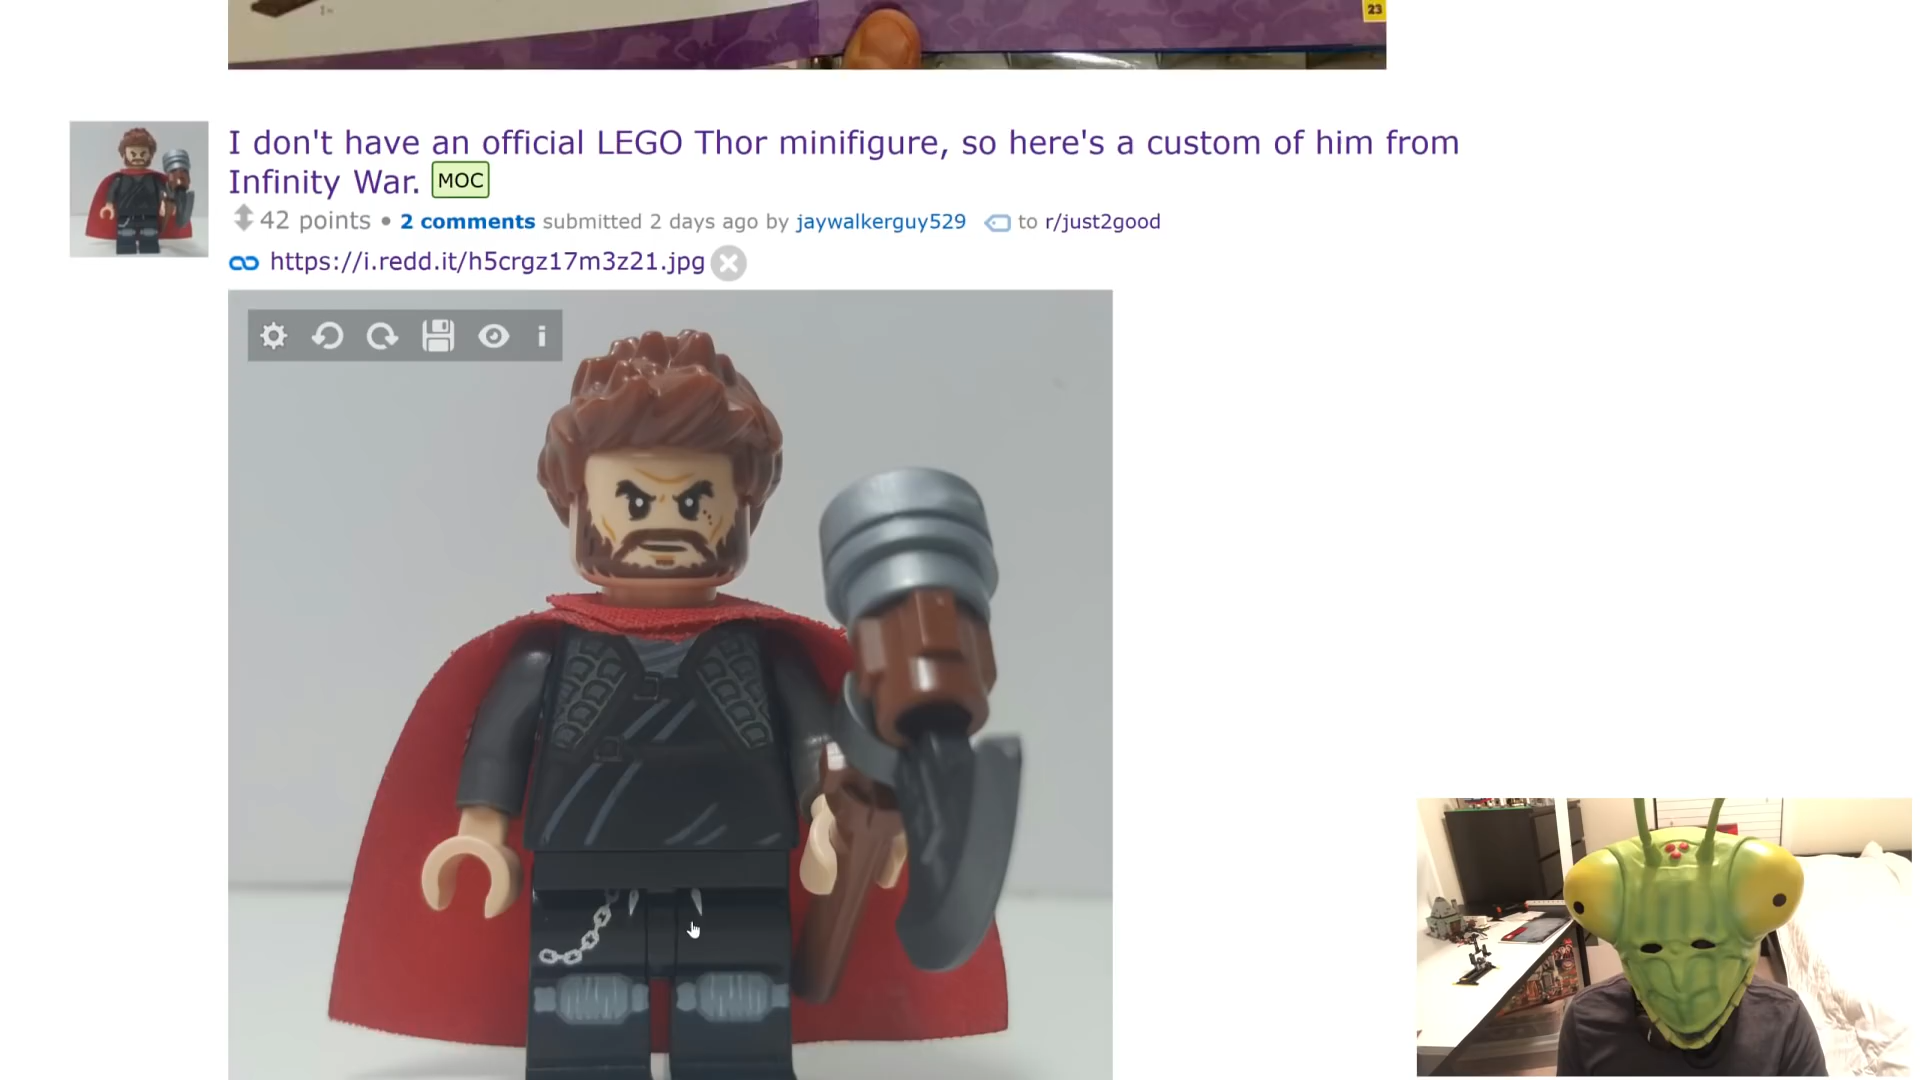 23
I don't have an official LEGO Thor minifigure, so here's a custom of him from
Infinity War. MOC
42 points • 2 comments submitted 2 days ago by jaywalkerguy529 to r/just2good
https://i.redd.it/h5crgz17m3z21.jpg